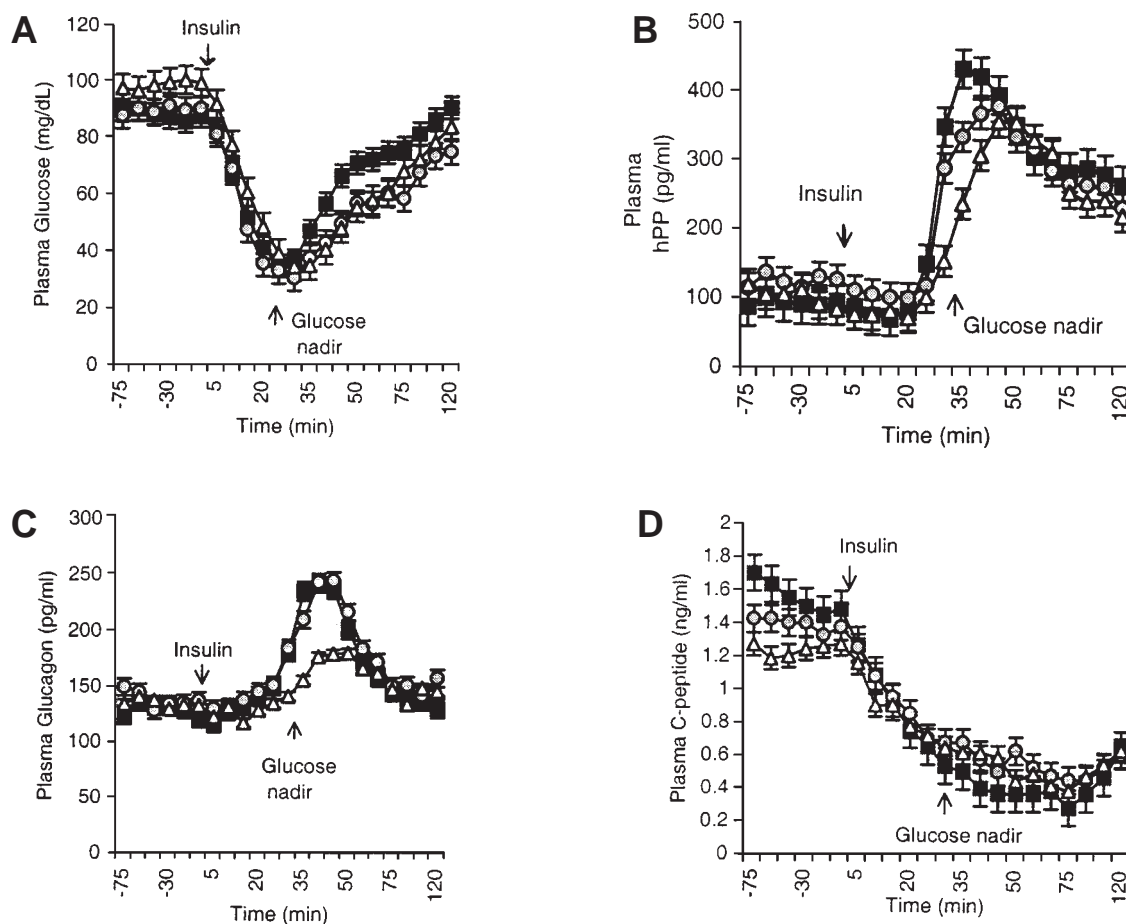 A
Plasma Glucose (mg/dL)
120
100
80
60
40
20
0
Insulin
Glucose
nadir
-75
-30
5
20
35
50
75
120
Time (min)
B
Plasma
hPP (pg/ml)
500
400
300
200
100
0
Insulin
Glucose nadir
-75
-30
5
20
35
50
75
120
Time (min)
C
Plasma Glucagon (pg/ml)
300
250
200
150
100
50
0
Insulin
Glucose
nadir
-75
-30
5
20
35
50
75
120
Time (min)
D
Plasma C-peptide (ng/ml)
2
1.8
1.6
1.4
1.2
1
0.8
0.6
0.4
0.2
0
Insulin
Glucose nadir
-75
-30
5
20
35
50
75
120
Time (min)